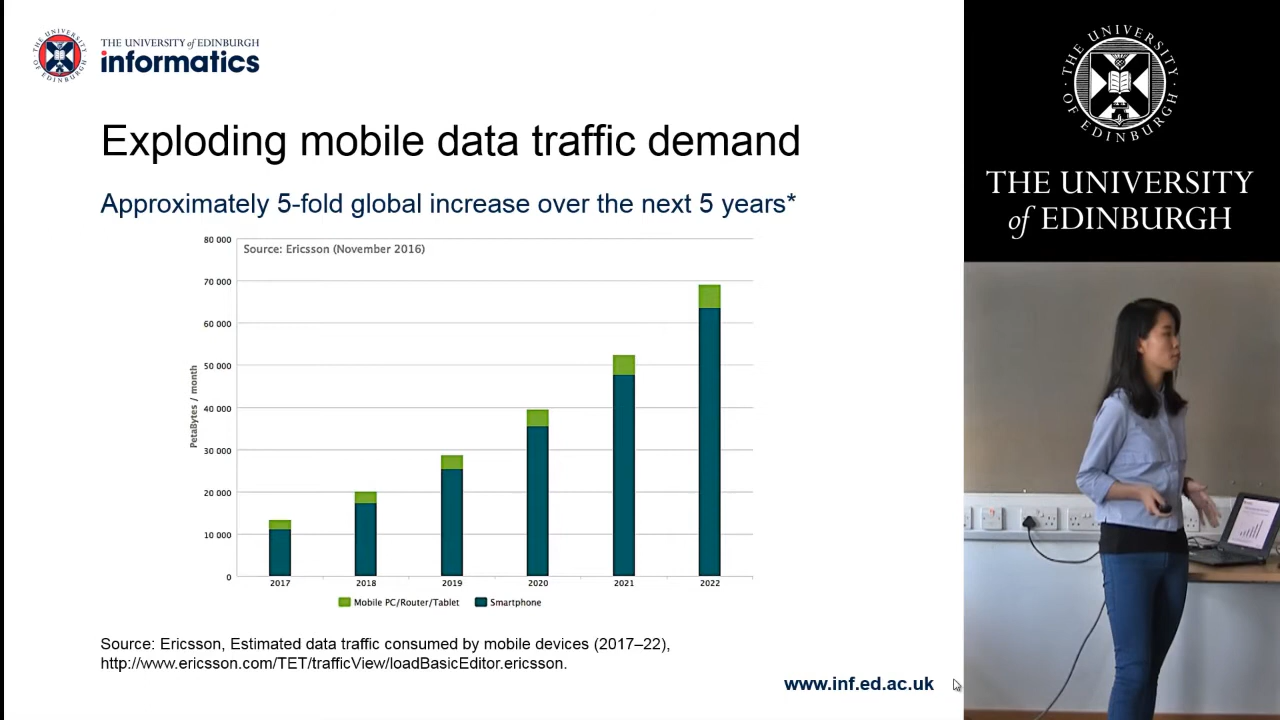 THE UNIVERSITY of EDINBURGH
informatics
Exploding mobile data traffic demand
Approximately 5-fold global increase over the next 5 years*
Source: Ericsson (November 2016)
80 000
70 000
60 000
50 000
40 000
30 000
20 000
10 000
0
PetaBytes / month
2017 2018 2019 2020 2021 2022
Mobile PC/Router/Tablet Smartphone
Source: Ericsson, Estimated data traffic consumed by mobile devices (2017–22),
http://www.ericsson.com/TET/trafficView/loadBasicEditor.ericsson.
www.inf.ed.ac.uk
THE UNIVERSITY OF EDINBURGH
THE UNIVERSITY
of EDINBURGH